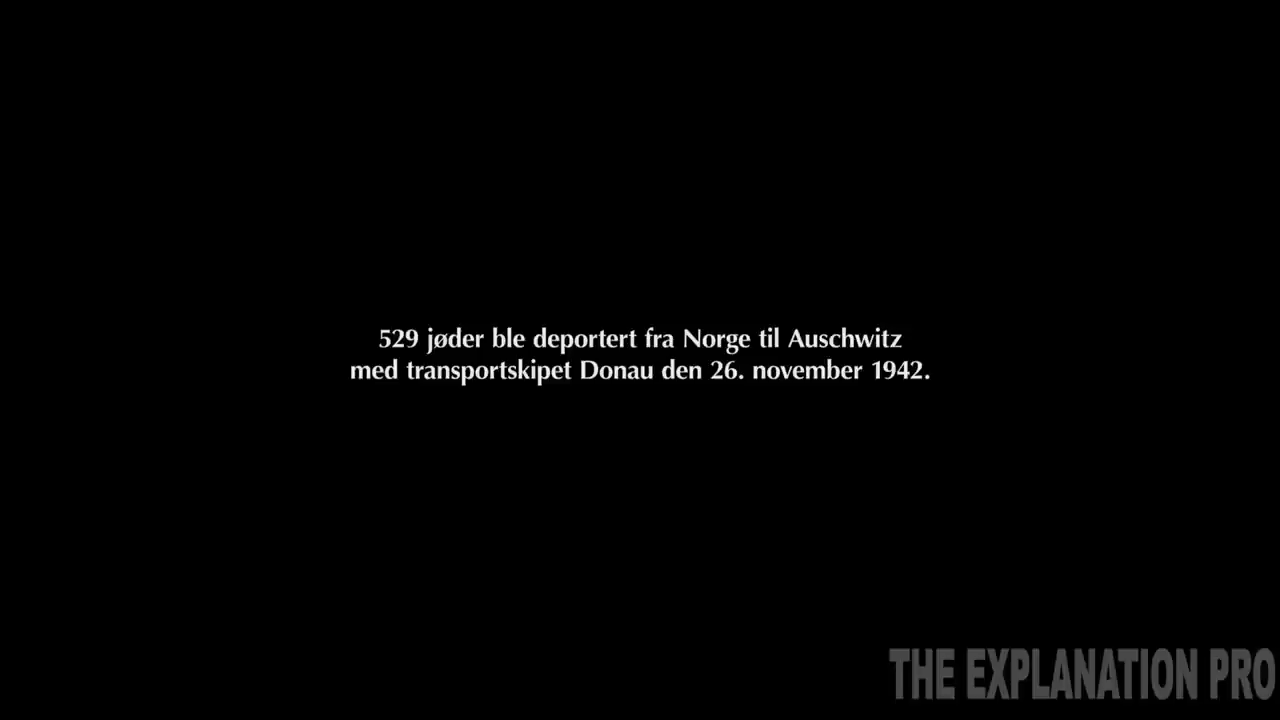 529 jøder ble deportert fra Norge til Auschwitz
med transportskipet Donau den 26. november 1942.
THE EXPLANATION PRO